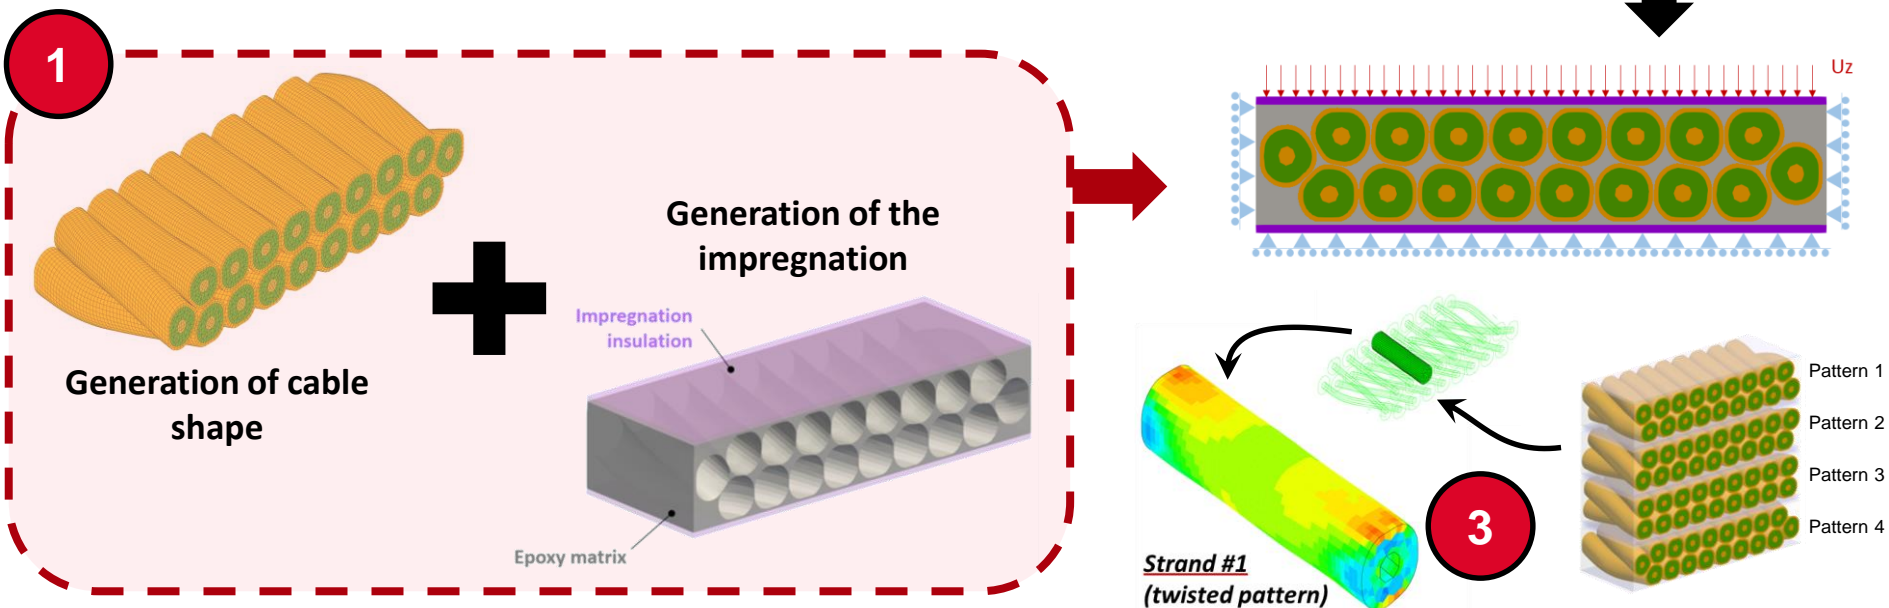 1
Generation of cable
shape
Generation of the
impregnation
Impregnation
insulation
Epoxy matrix
Uz
Pattern 1
Pattern 2
Pattern 3
Pattern 4
3
Strand #1
(twisted pattern)